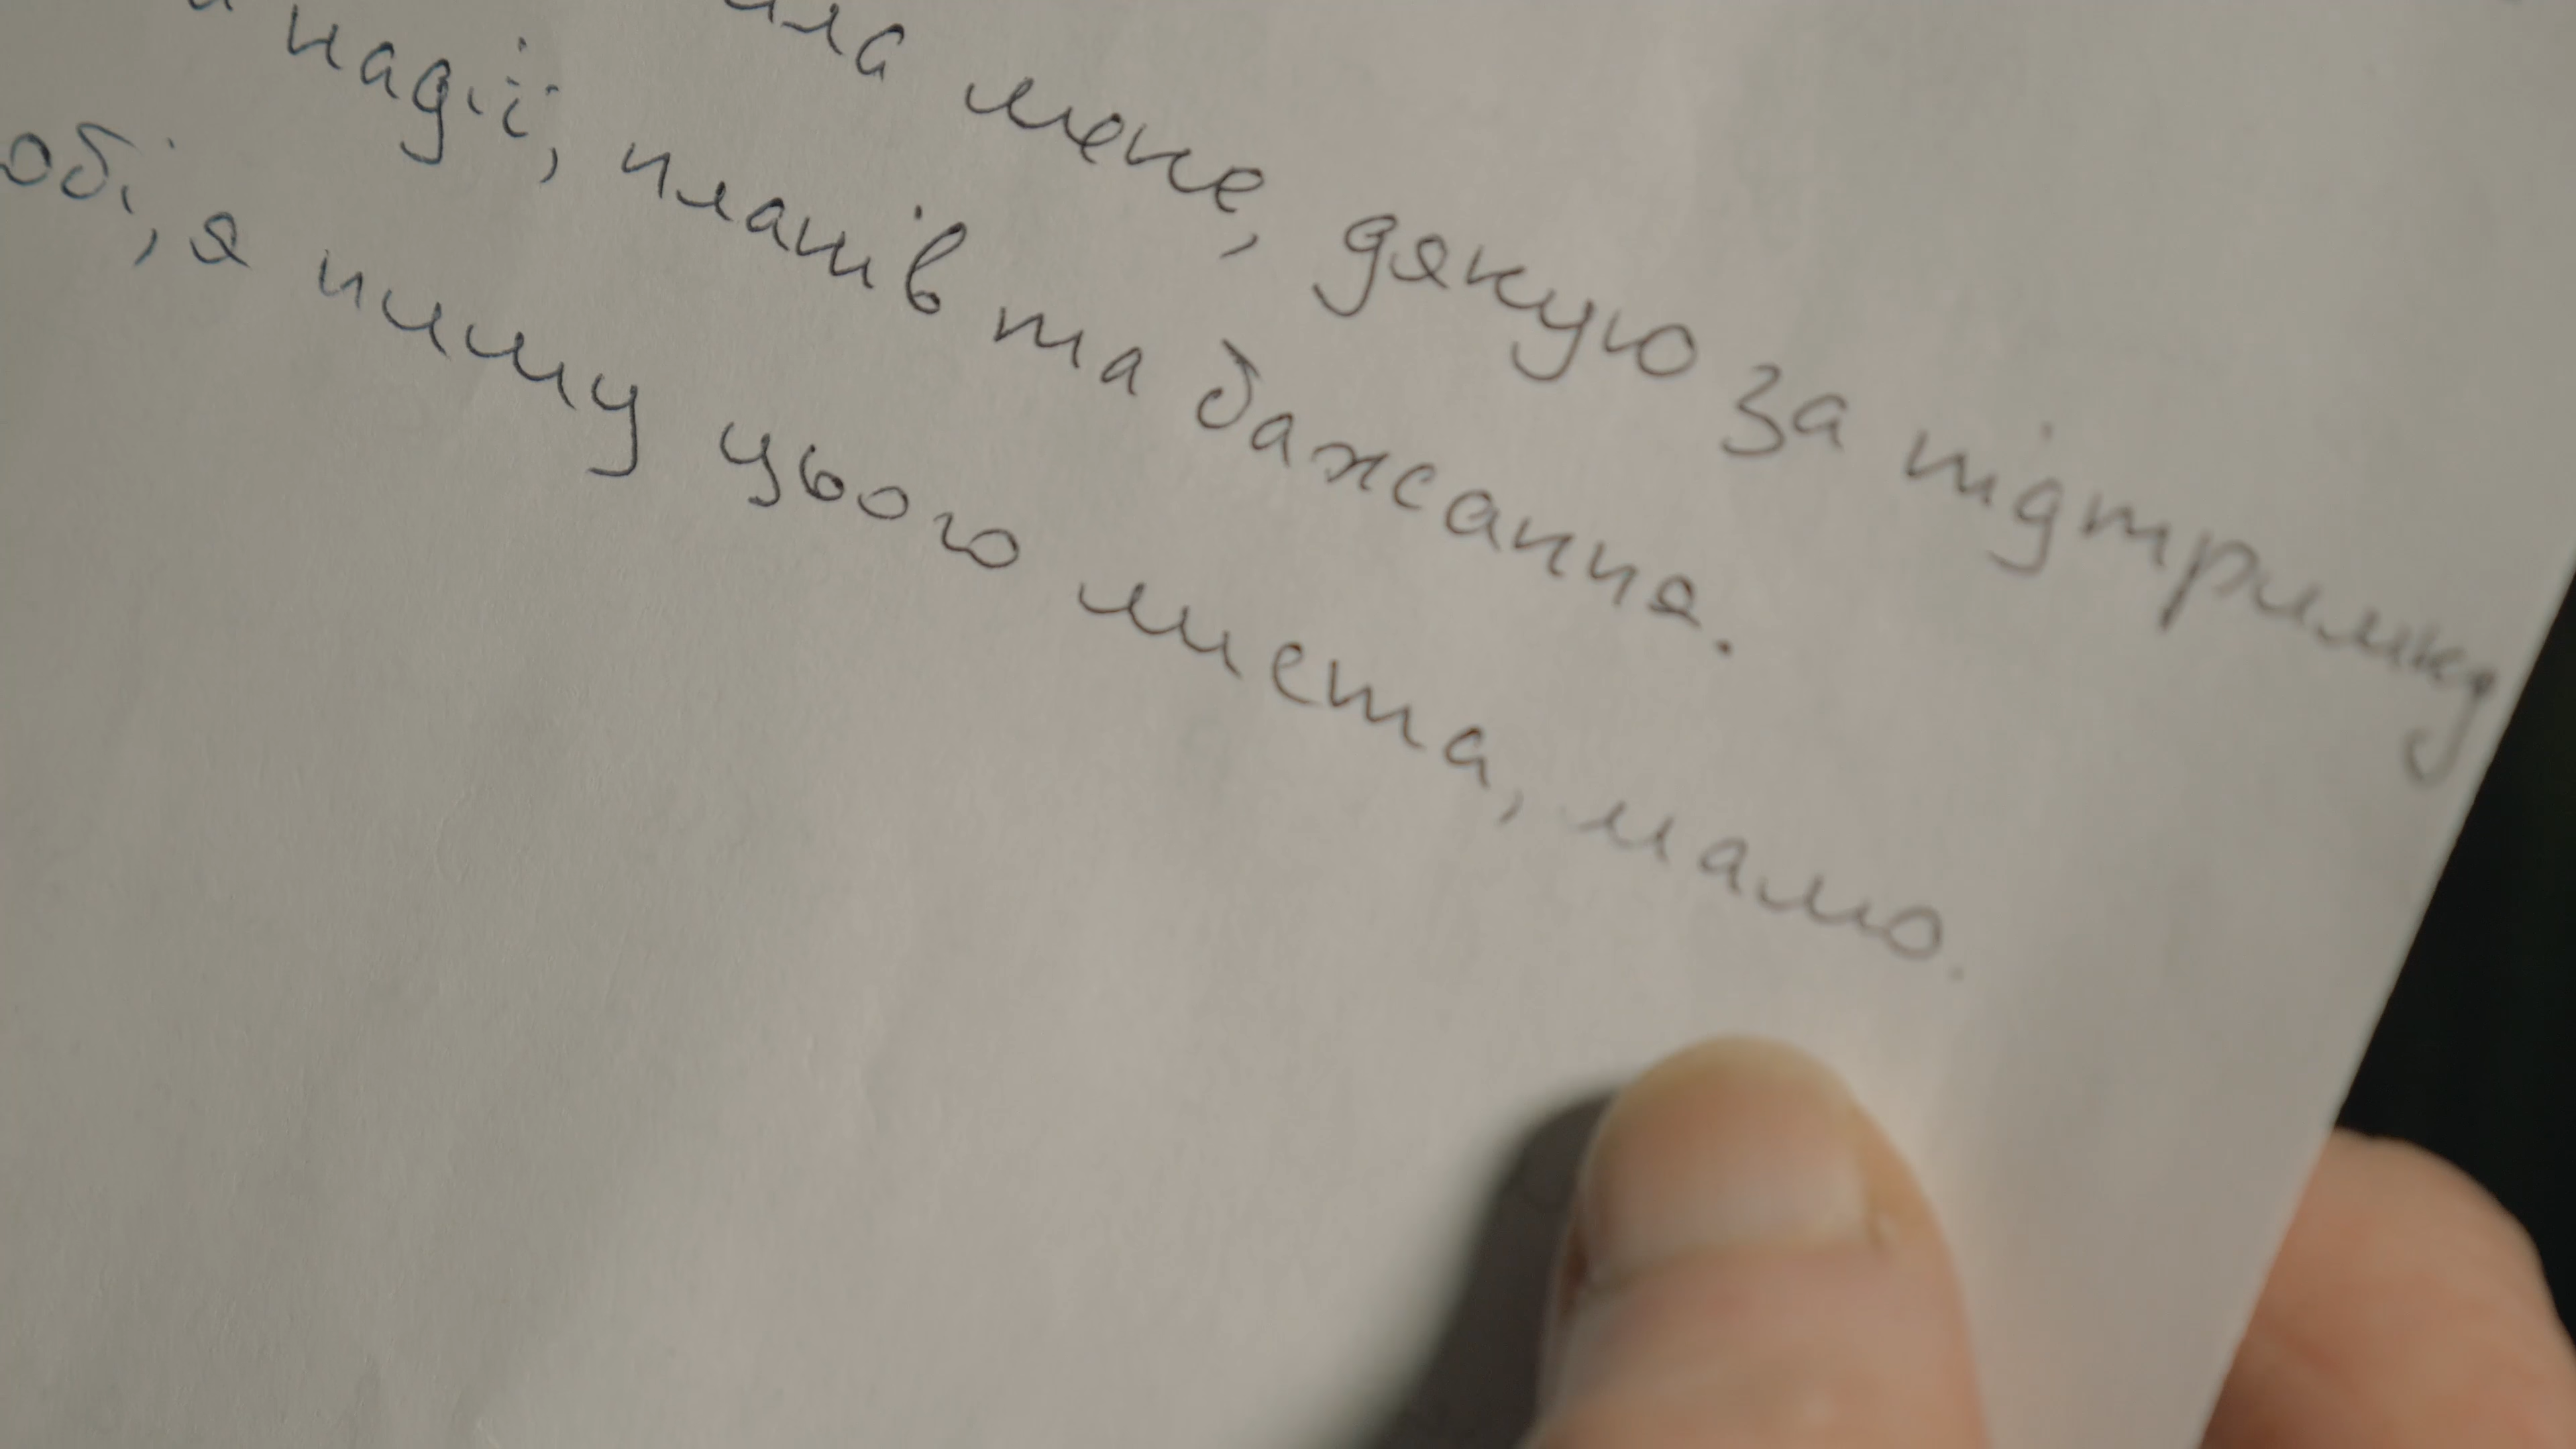 мене, дякую за підтримку
надії, планів та бажання.
я пишу цього листа, мамо.